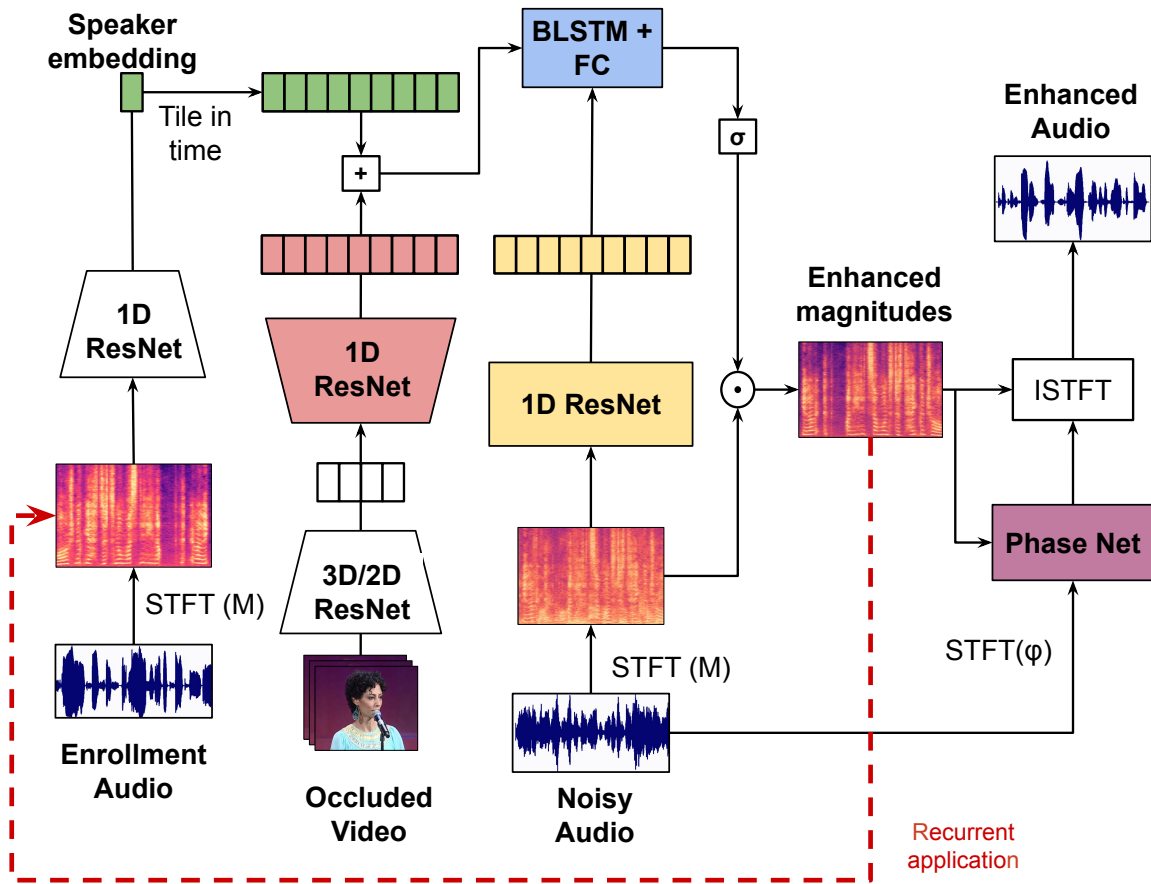 Speaker
embedding
Tile in
time
+
BLSTM +
FC
σ
Enhanced
Audio
1D
ResNet
1D
ResNet
1D ResNet
Enhanced
magnitudes
ISTFT
Phase Net
3D/2D
ResNet
STFT (M)
STFT (M)
STFT(φ)
Enrollment
Audio
Occluded
Video
Noisy
Audio
Recurrent
application